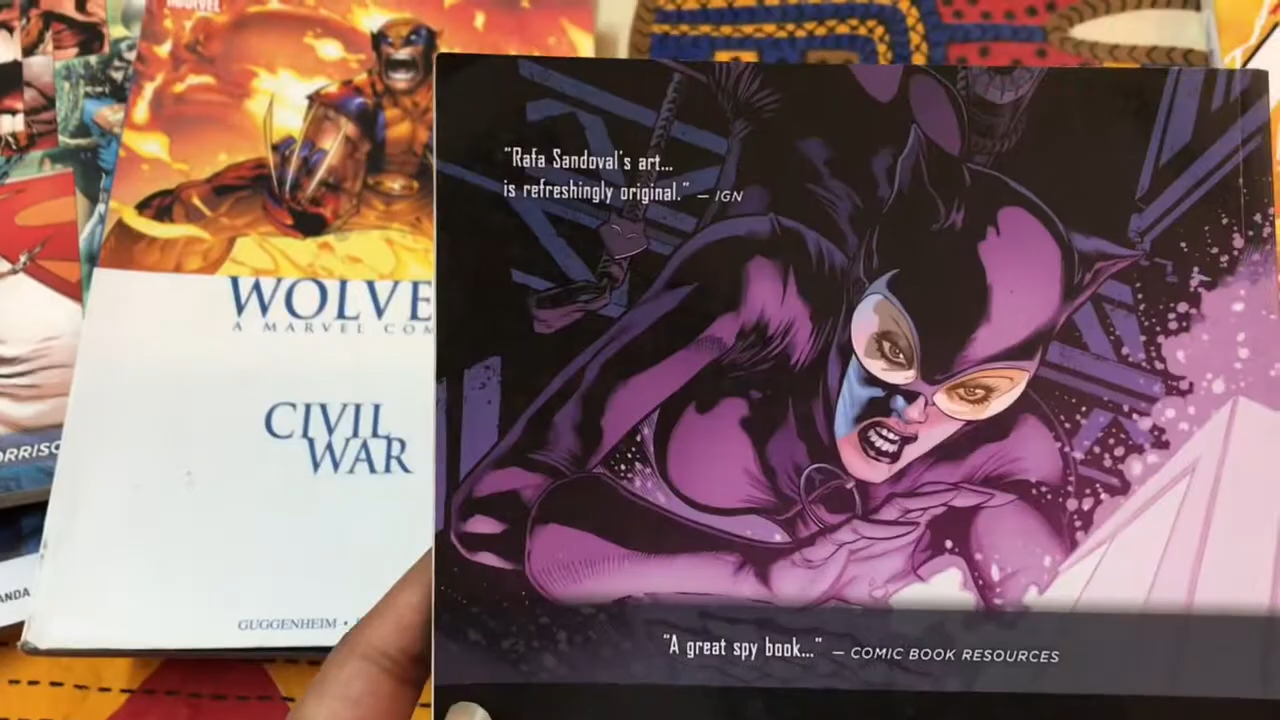 MARVEL
WOLVE
A MARVEL COM
CIVIL
WAR
GUGGENHEIM •
ORRISO
ANDA
"Rafa Sandoval's art...
is refreshingly original." — IGN
"A great spy book..." — COMIC BOOK RESOURCES